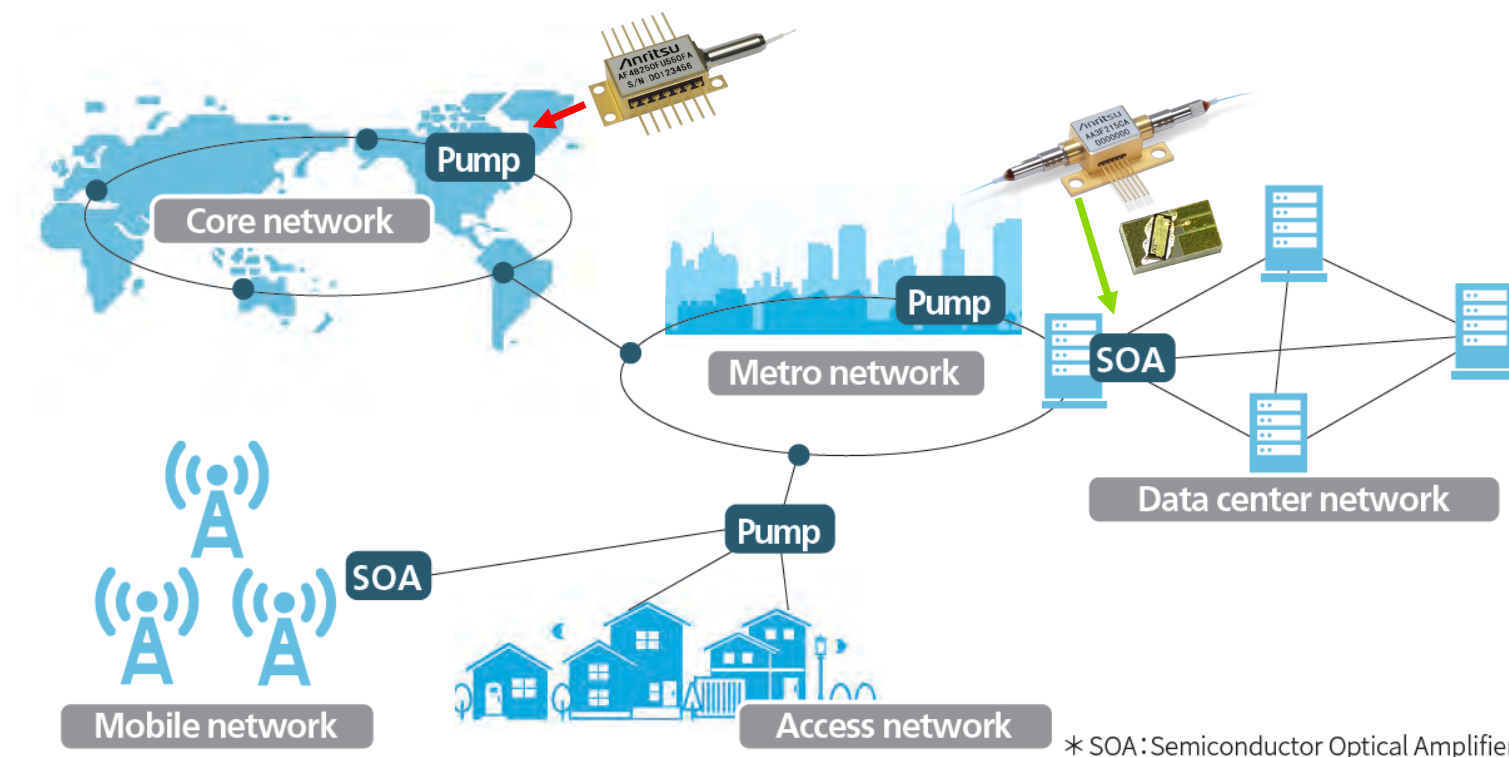 Anritsu
AF4B250FU550FA
S/N D0123456
Pump
Core network
Anritsu
AA3F215CA
D000000
Pump
SOA
Metro network
Data center network
Pump
SOA
Mobile network
Access network
＊SOA：Semiconductor Optical Amplifier